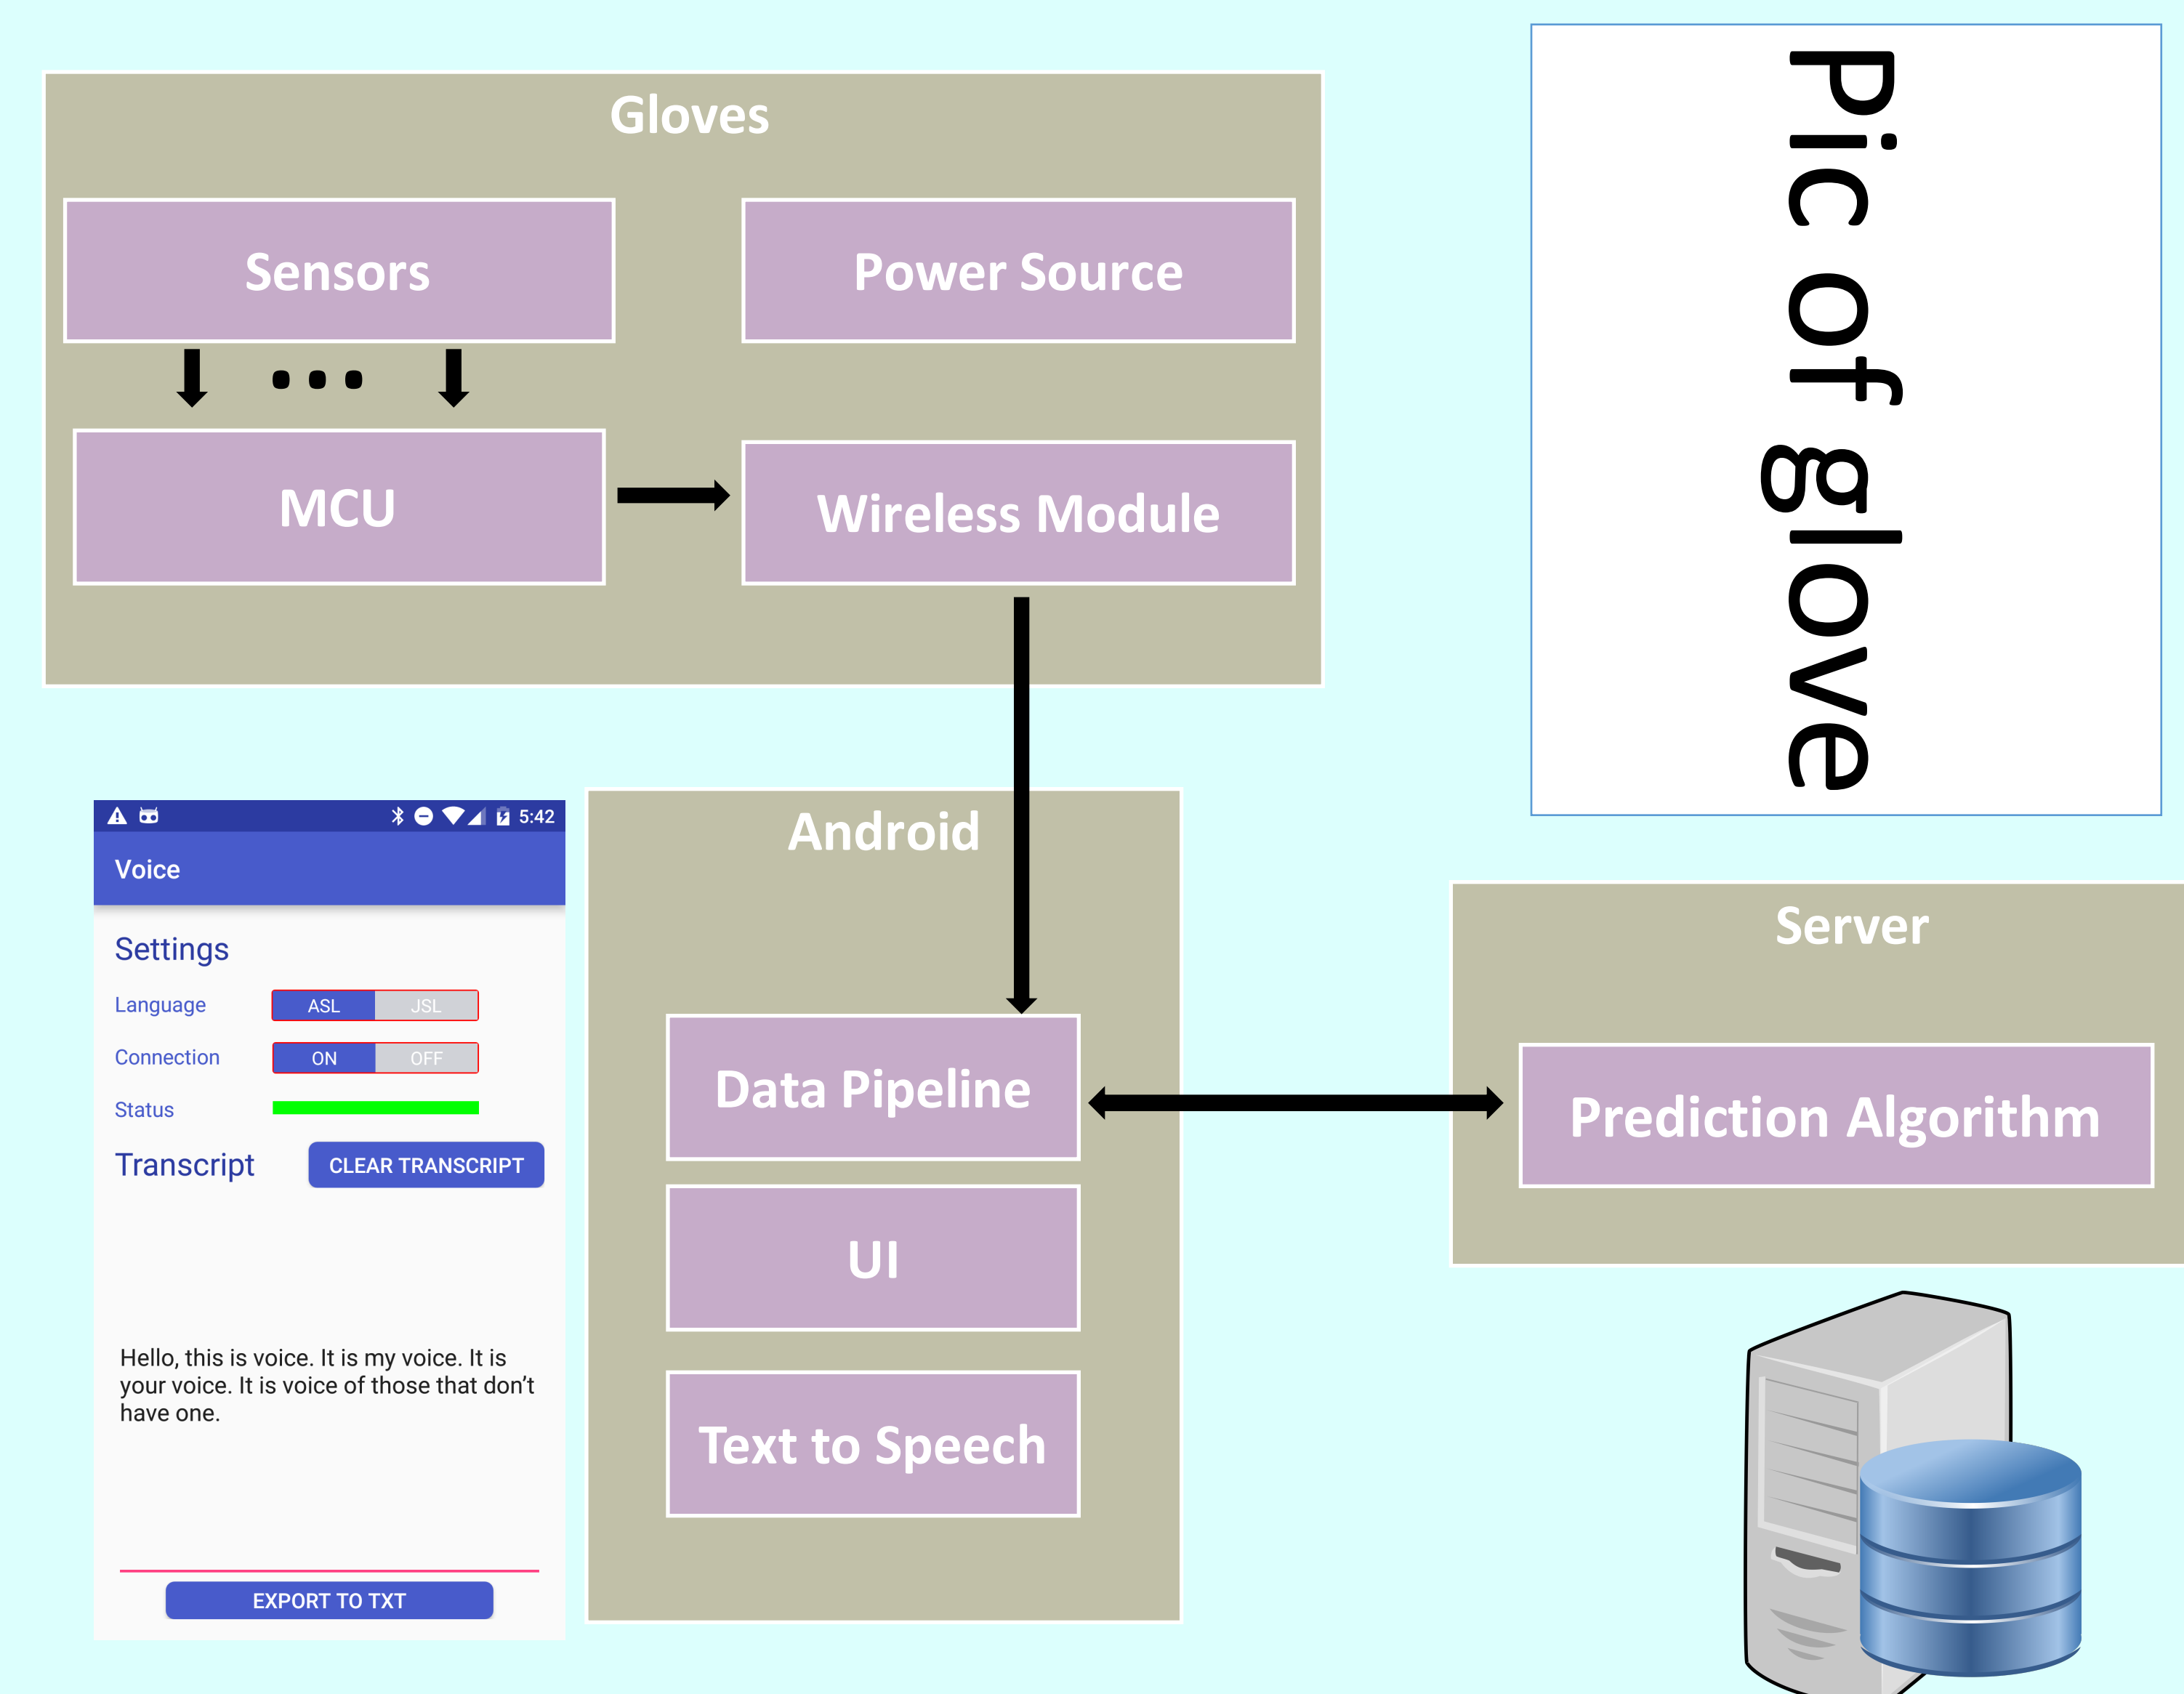 Gloves
Sensors
Power Source
...
MCU
Wireless Module
Pic of glove
5:42
Voice
Settings
Language
ASL
JSL
Connection
ON
OFF
Status
Transcript
CLEAR TRANSCRIPT
Hello, this is voice. It is my voice. It is
your voice. It is voice of those that don’t
have one.
EXPORT TO TXT
Android
Data Pipeline
UI
Text to Speech
Server
Prediction Algorithm